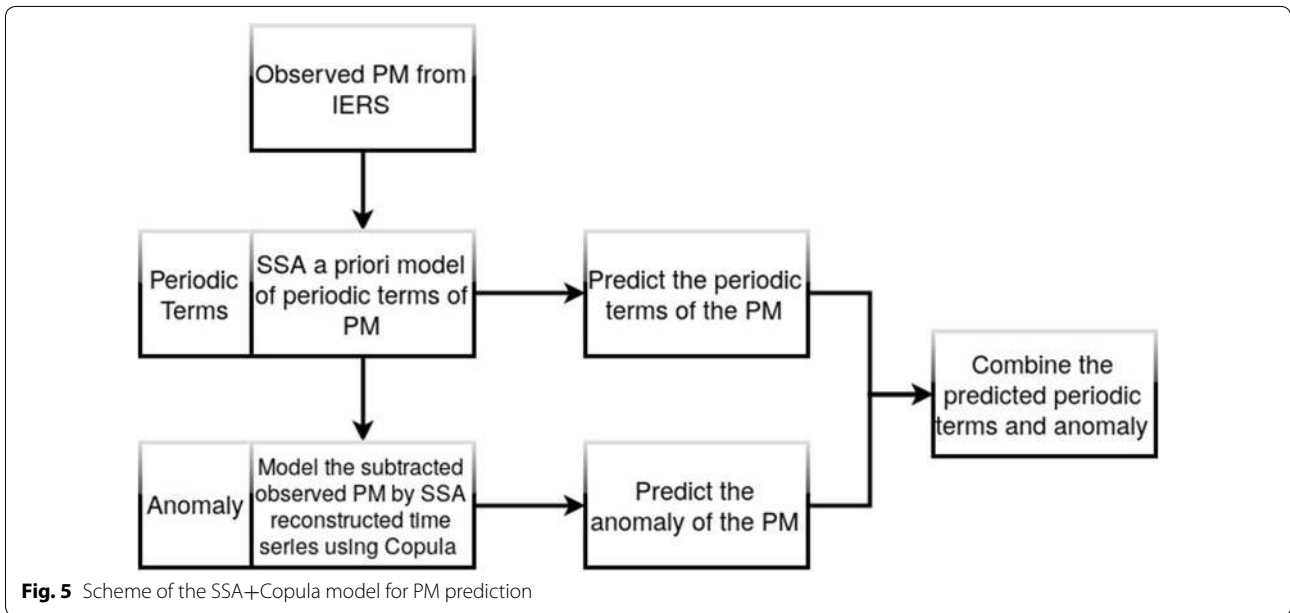 Observed PM from
IERS
Periodic
Terms
SSA a priori model
of periodic terms of
PM
Predict the periodic
terms of the PM
Combine the
predicted periodic
terms and anomaly
Anomaly
Model the subtracted
observed PM by SSA
reconstructed time
series using Copula
Predict the
anomaly of the PM
Fig. 5 Scheme of the SSA+Copula model for PM prediction